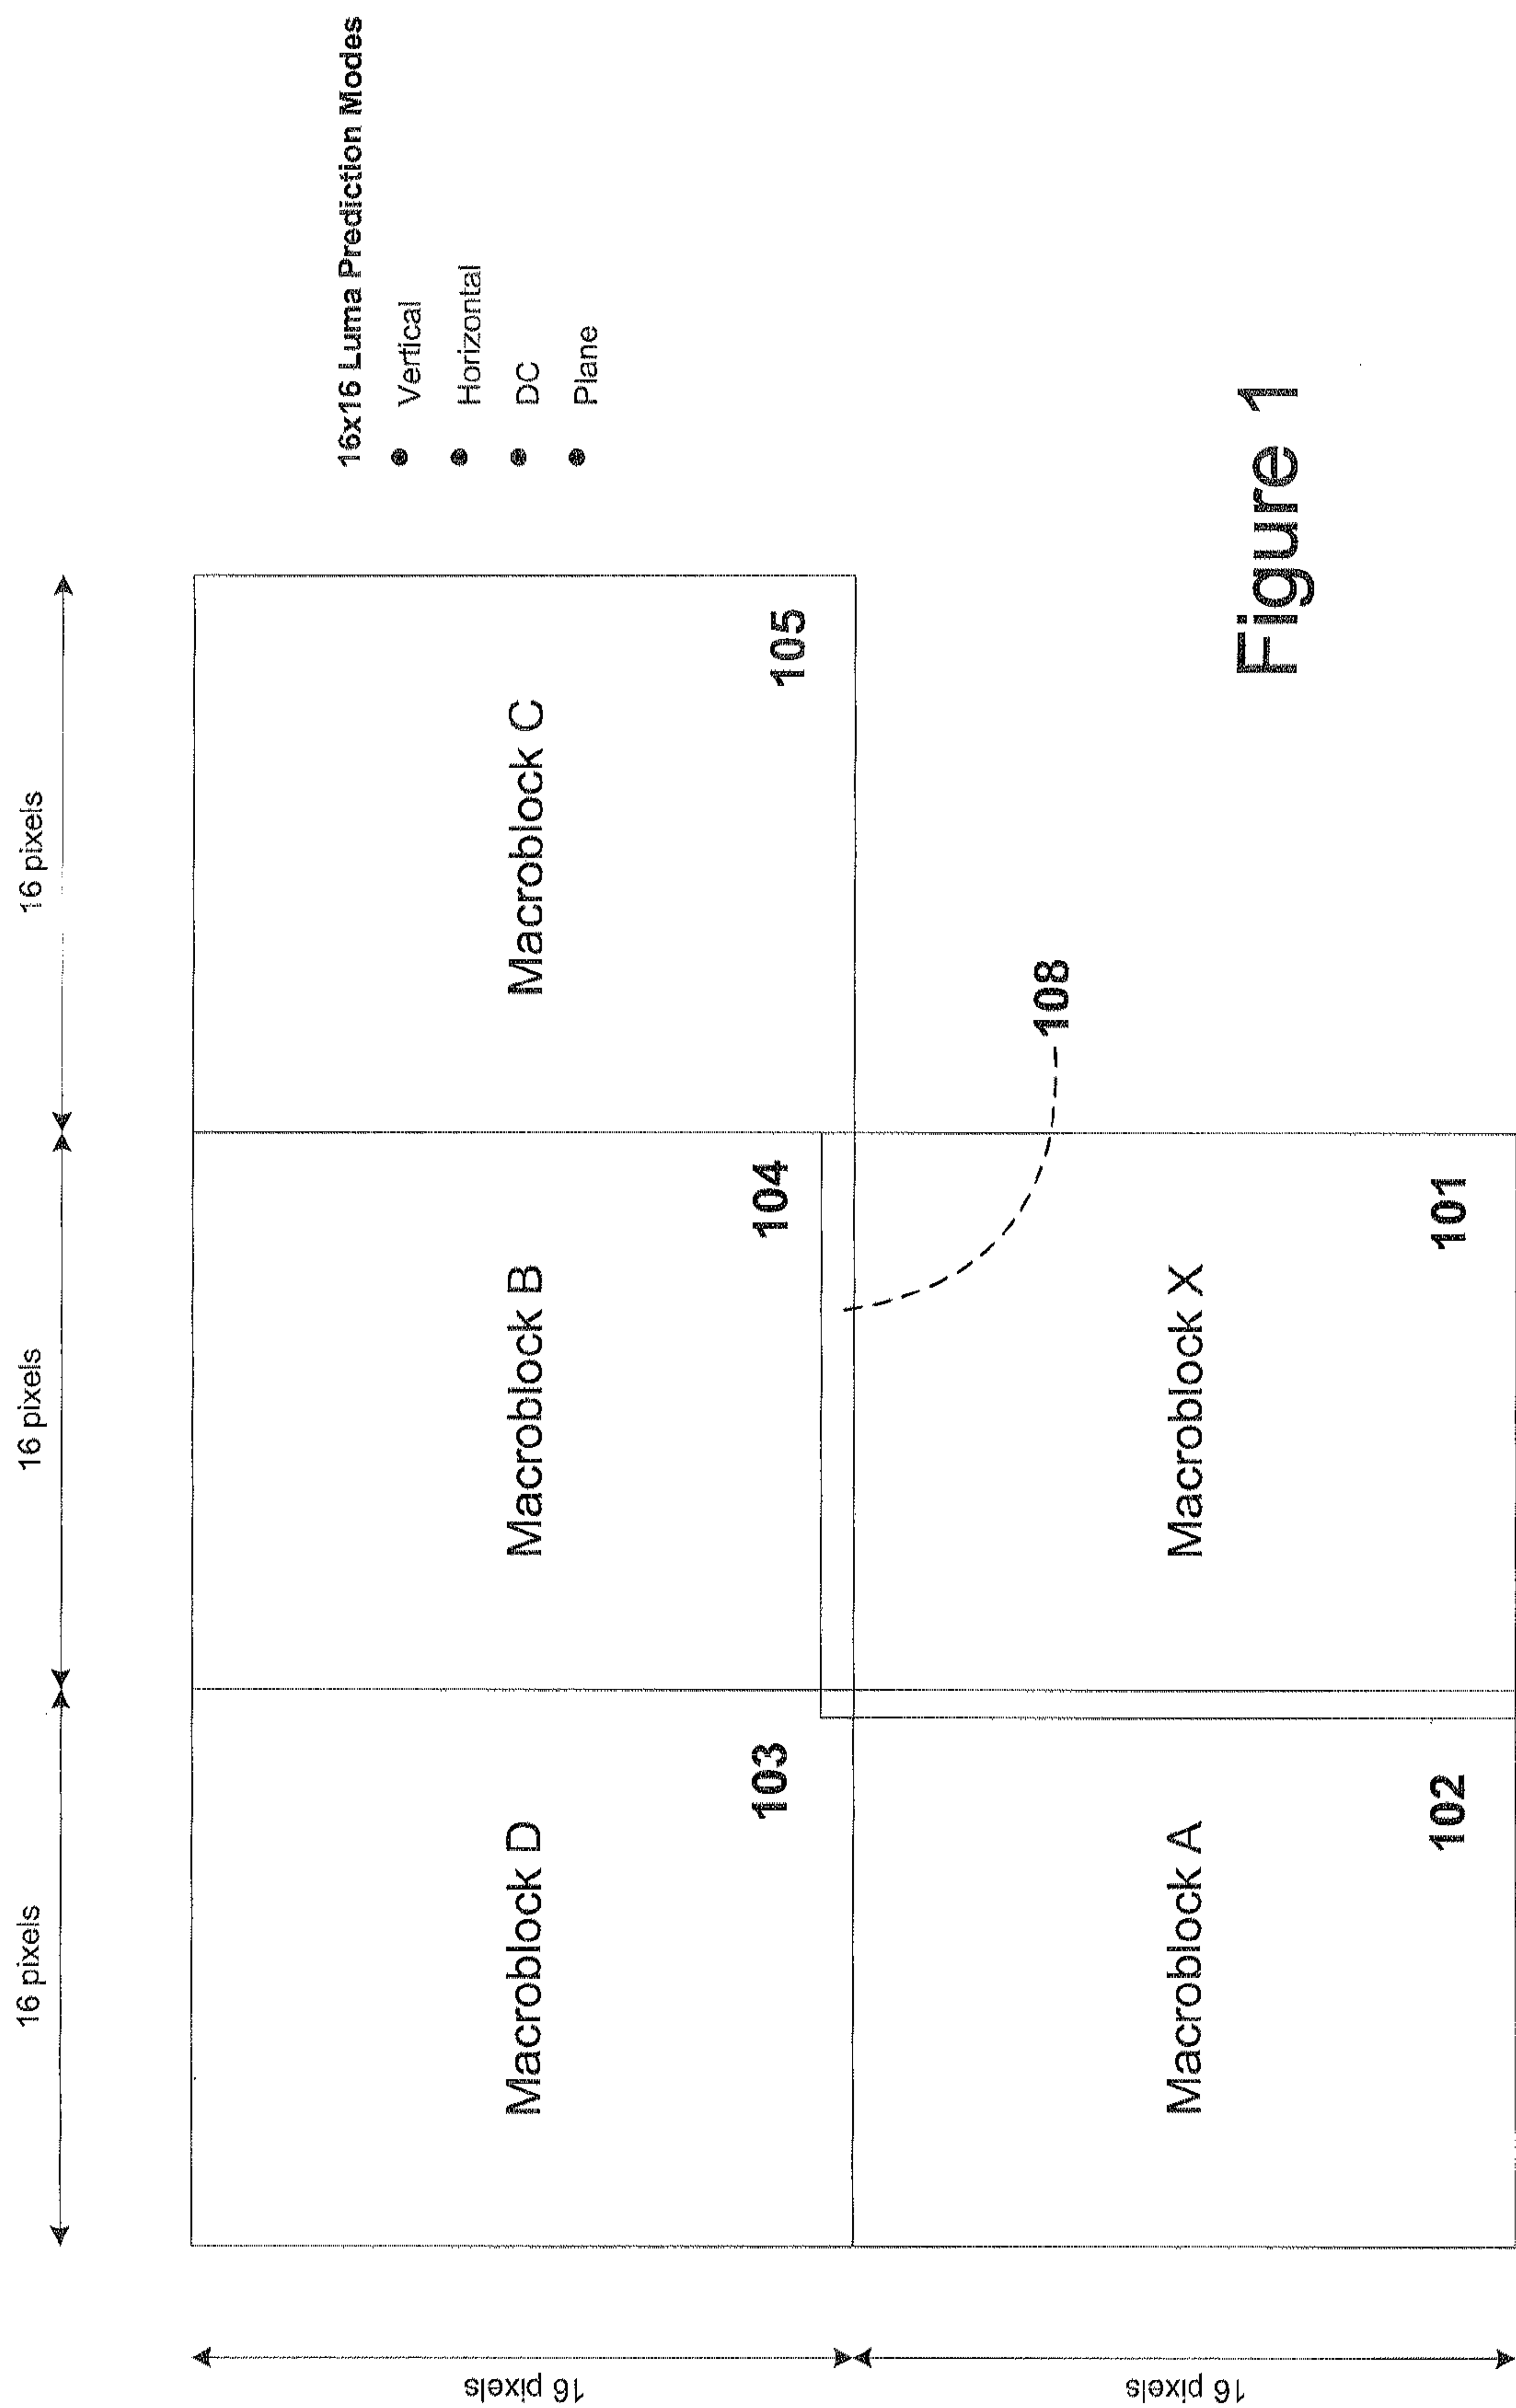 16 pixels
16 pixels
16 pixels
16x16 Luma Prediction Modes
● Vertical
● Horizontal
● DC
● Plane
16 pixels
Macroblock D
103
Macroblock B
104
Macroblock C
105
108
16 pixels
Macroblock A
102
Macroblock X
101
Figure 1